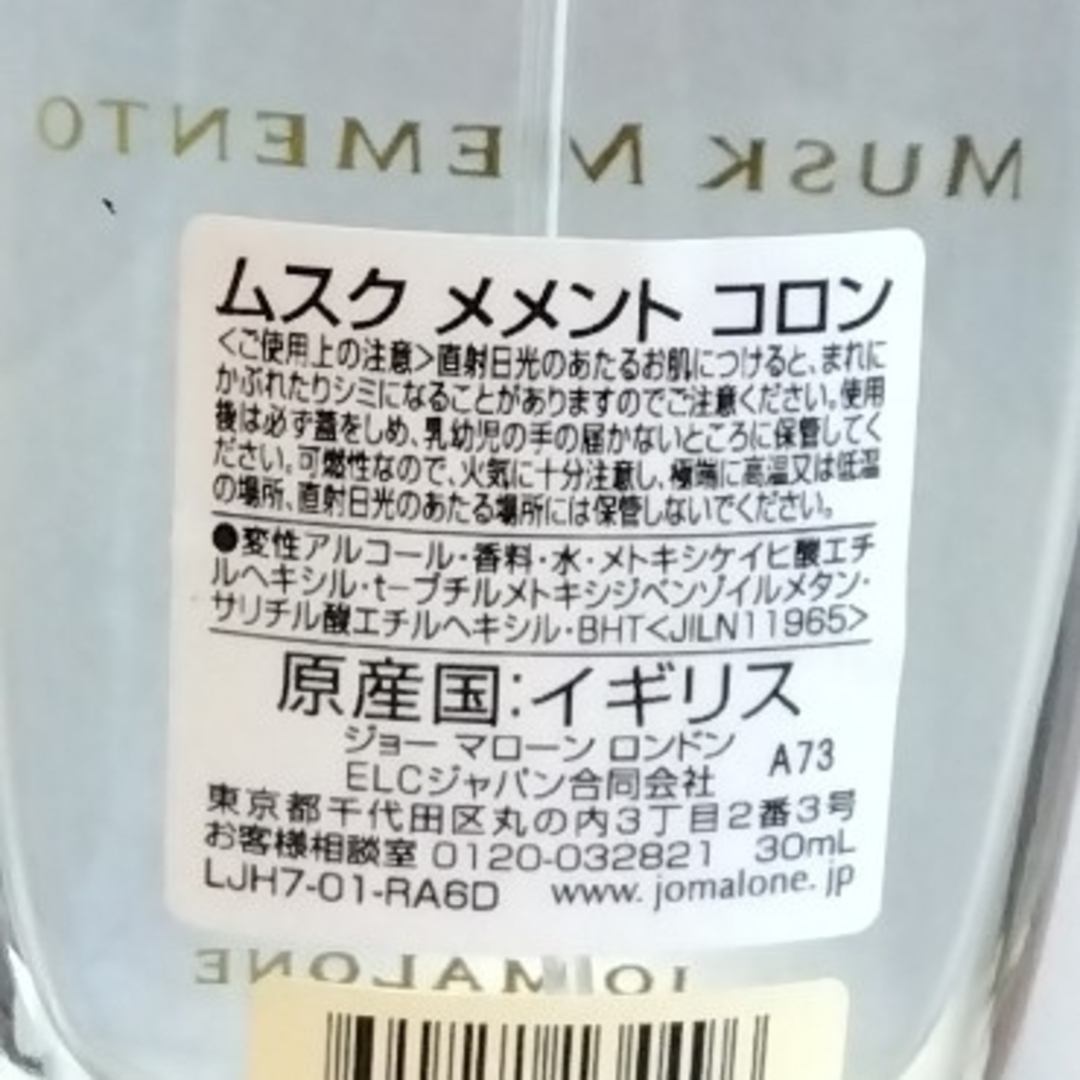 MUSK MEMENTO
ムスク メメント コロン
<ご使用上の注意>直射日光のあたるお肌につけると、まれに
かぶれたりシミになることがありますのでご注意ください。使用
後は必ず蓋をしめ、乳幼児の手の届かないところに保管してく
ださい。可燃性なので、火気に十分注意し、極端に高温又は低温
の場所、直射日光のあたる場所には保管しないでください。
●変性アルコール・香料・水・メトキシケイヒ酸エチ
ルヘキシル・t-ブチルメトキシジベンゾイルメタン・
サリチル酸エチルヘキシル・BHT<JILN11965>
原産国:イギリス
ジョー マローン ロンドン
ELCジャパン合同会社 A73
東京都千代田区丸の内3丁目2番3号
お客様相談室 0120-032821 30mL
LJH7-01-RA6D www.jomalone.jp
JO MALONE